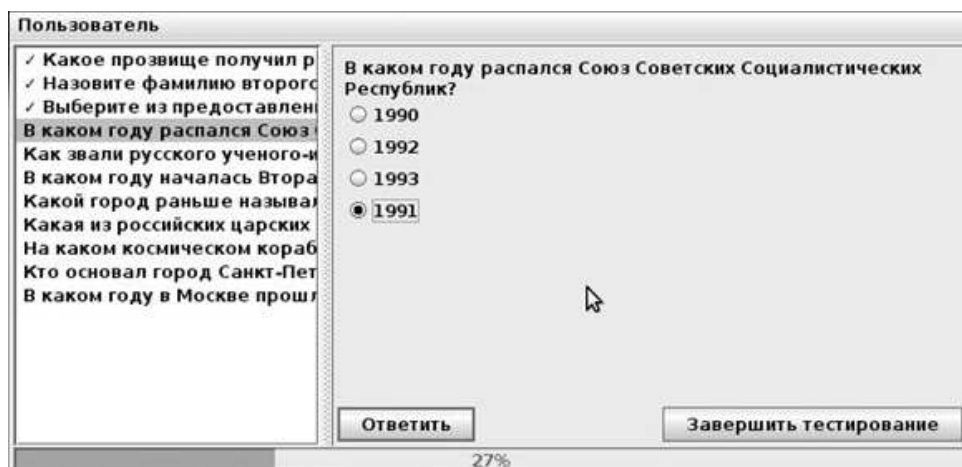 Пользователь
✓ Какое прозвище получил р
✓ Назовите фамилию второго
✓ Выберите из предоставлен
В каком году распался Союз
Как звали русского ученого-и
В каком году началась Втора
Какой город раньше называл
Какая из российских царских
На каком космическом кораб
Кто основал город Санкт-Пет
В каком году в Москве прошл
В каком году распался Союз Советских Социалистических
Республик?
1990
1992
1993
1991
Ответить
Завершить тестирование
27%